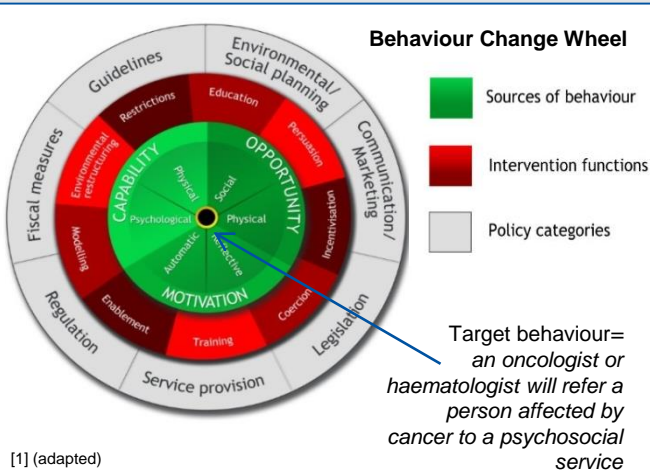 Behaviour Change Wheel
Sources of behaviour
Intervention functions
Policy categories
Guidelines
Environmental/
Social planning
Communication/
Marketing
Legislation
Service provision
Regulation
Fiscal measures
Restrictions
Education
Persuasion
Incentivisation
Coercion
Training
Enablement
Modelling
Environmental
restructuring
CAPABILITY
OPPORTUNITY
MOTIVATION
Physical
Social
Psychological
Physical
Automatic
Reflective
Target behaviour=
an oncologist or
haematologist will refer a
person affected by
cancer to a psychosocial
service
[1] (adapted)